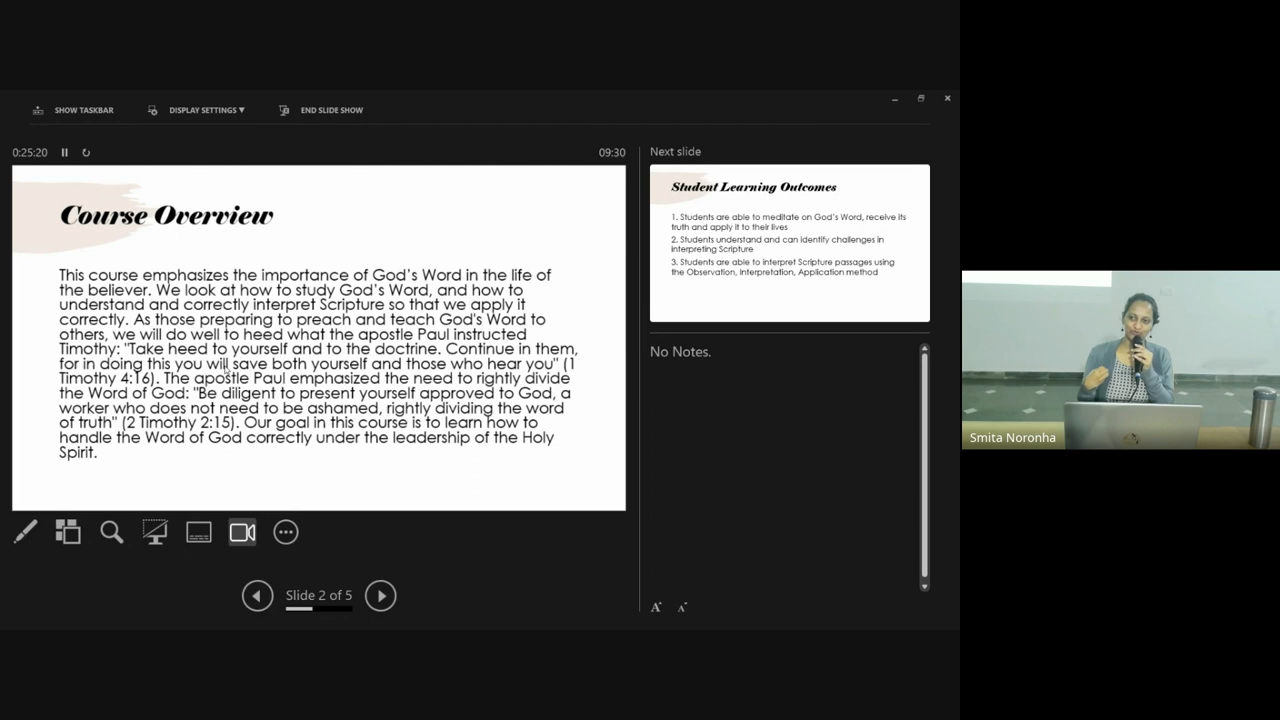 SHOW TASKBAR
DISPLAY SETTINGS ▼
END SLIDE SHOW
0:25:20
09:30
Course Overview
This course emphasizes the importance of God's Word in the life of
the believer. We look at how to study God's Word, and how to
understand and correctly interpret Scripture so that we apply it
correctly. As those preparing to preach and teach God's Word to
others, we will do well to heed what the apostle Paul instructed
Timothy: "Take heed to yourself and to the doctrine. Continue in them,
for in doing this you will save both yourself and those who hear you" (1
Timothy 4:16). The apostle Paul emphasized the need to rightly divide
the Word of God: "Be diligent to present yourself approved to God, a
worker who does not need to be ashamed, rightly dividing the word
of truth" (2 Timothy 2:15). Our goal in this course is to learn how to
handle the Word of God correctly under the leadership of the Holy
Spirit.
Slide 2 of 5
Next slide
Student Learning Outcomes
1. Students are able to meditate on God's Word, receive its
truth and apply it to their lives
2. Students understand and can identify challenges in
interpreting Scripture
3. Students are able to interpret Scripture passages using
the Observation, Interpretation, Application method
No Notes.
A A
Smita Noronha